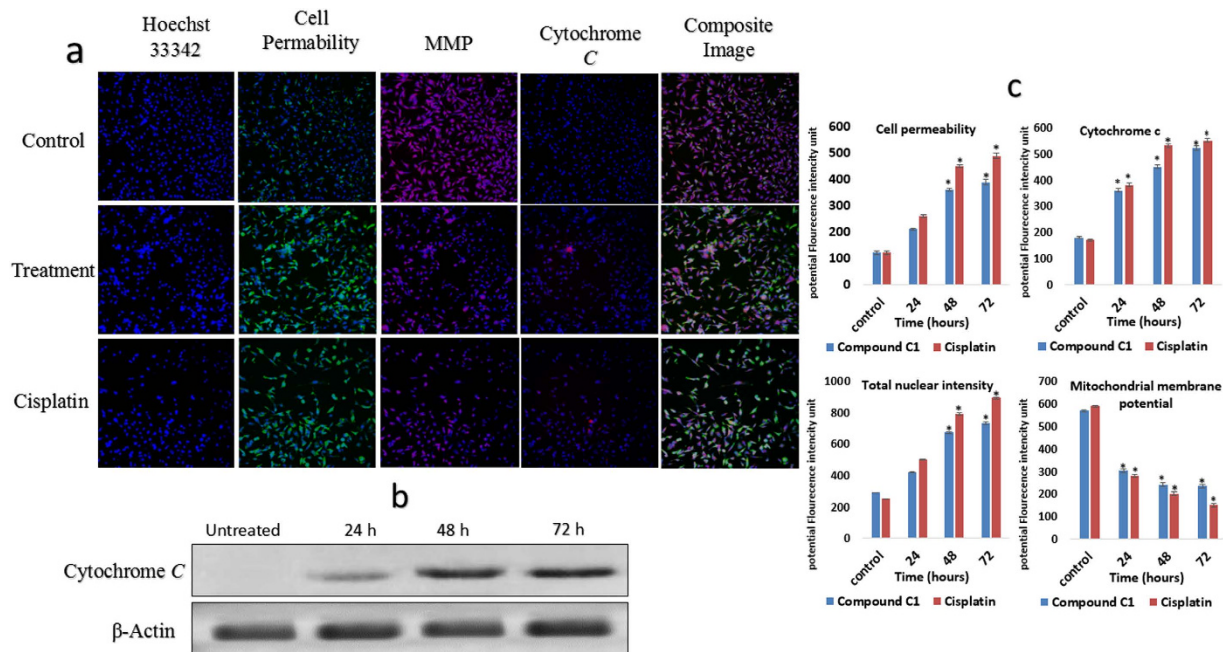 a
Hoechst
33342
Cell
Permability
MMP
Cytochrome
C
Composite
Image
Control
Treatment
Cisplatin
b
Untreated
24 h
48 h
72 h
Cytochrome C
β-Actin
c
Cell permeability
potential Flourecence intencity unit
600
500
400
300
200
100
0
* * * *
control
24
48
72
Time (hours)
Compound C1
Cisplatin
Cytochrome c
potential Flourecence intencity unit
600
500
400
300
200
100
0
* * * * * *
control
24
48
72
Time (hours)
Compound C1
Cisplatin
Total nuclear intensity
potential Flourecence intencity unit
1000
800
600
400
200
0
* * * *
control
24
48
72
Time (hours)
Compound C1
Cisplatin
Mitochondrial membrane
potential
potential Flourecence intencity unit
700
600
500
400
300
200
100
0
* * * * * *
control
24
48
72
Time (hours)
Compound C1
Cisplatin